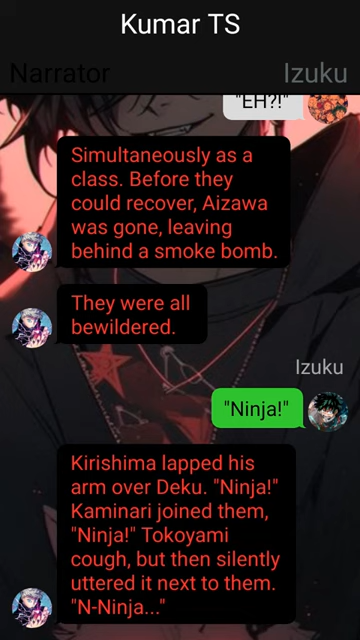 Kumar TS
Narrator
Izuku
"EH?!"
Simultaneously as a
class. Before they
could recover, Aizawa
was gone, leaving
behind a smoke bomb.
They were all
bewildered.
Izuku
"Ninja!"
Kirishima lapped his
arm over Deku. "Ninja!"
Kaminari joined them,
"Ninja!" Tokoyami
cough, but then silently
uttered it next to them.
"N-Ninja..."